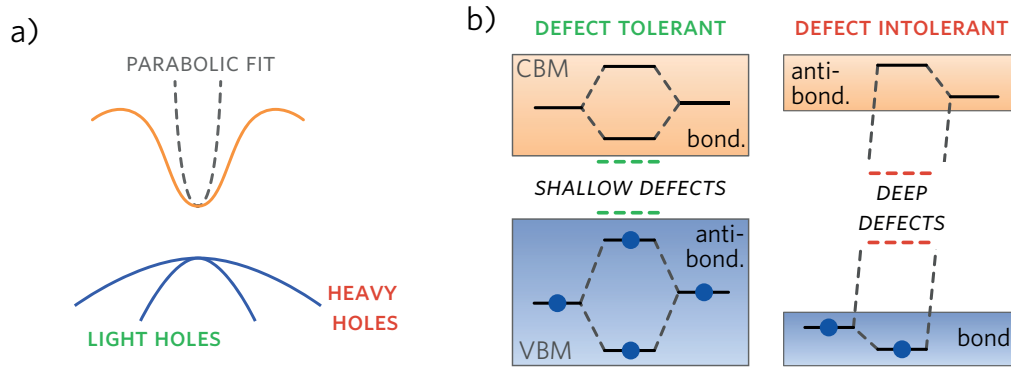 a)
PARABOLIC FIT
LIGHT HOLES
HEAVY
HOLES
b)
DEFECT TOLERANT
CBM
bond.
SHALLOW DEFECTS
anti-
bond.
VBM
DEFECT INTOLERANT
anti-
bond.
DEEP
DEFECTS
bond